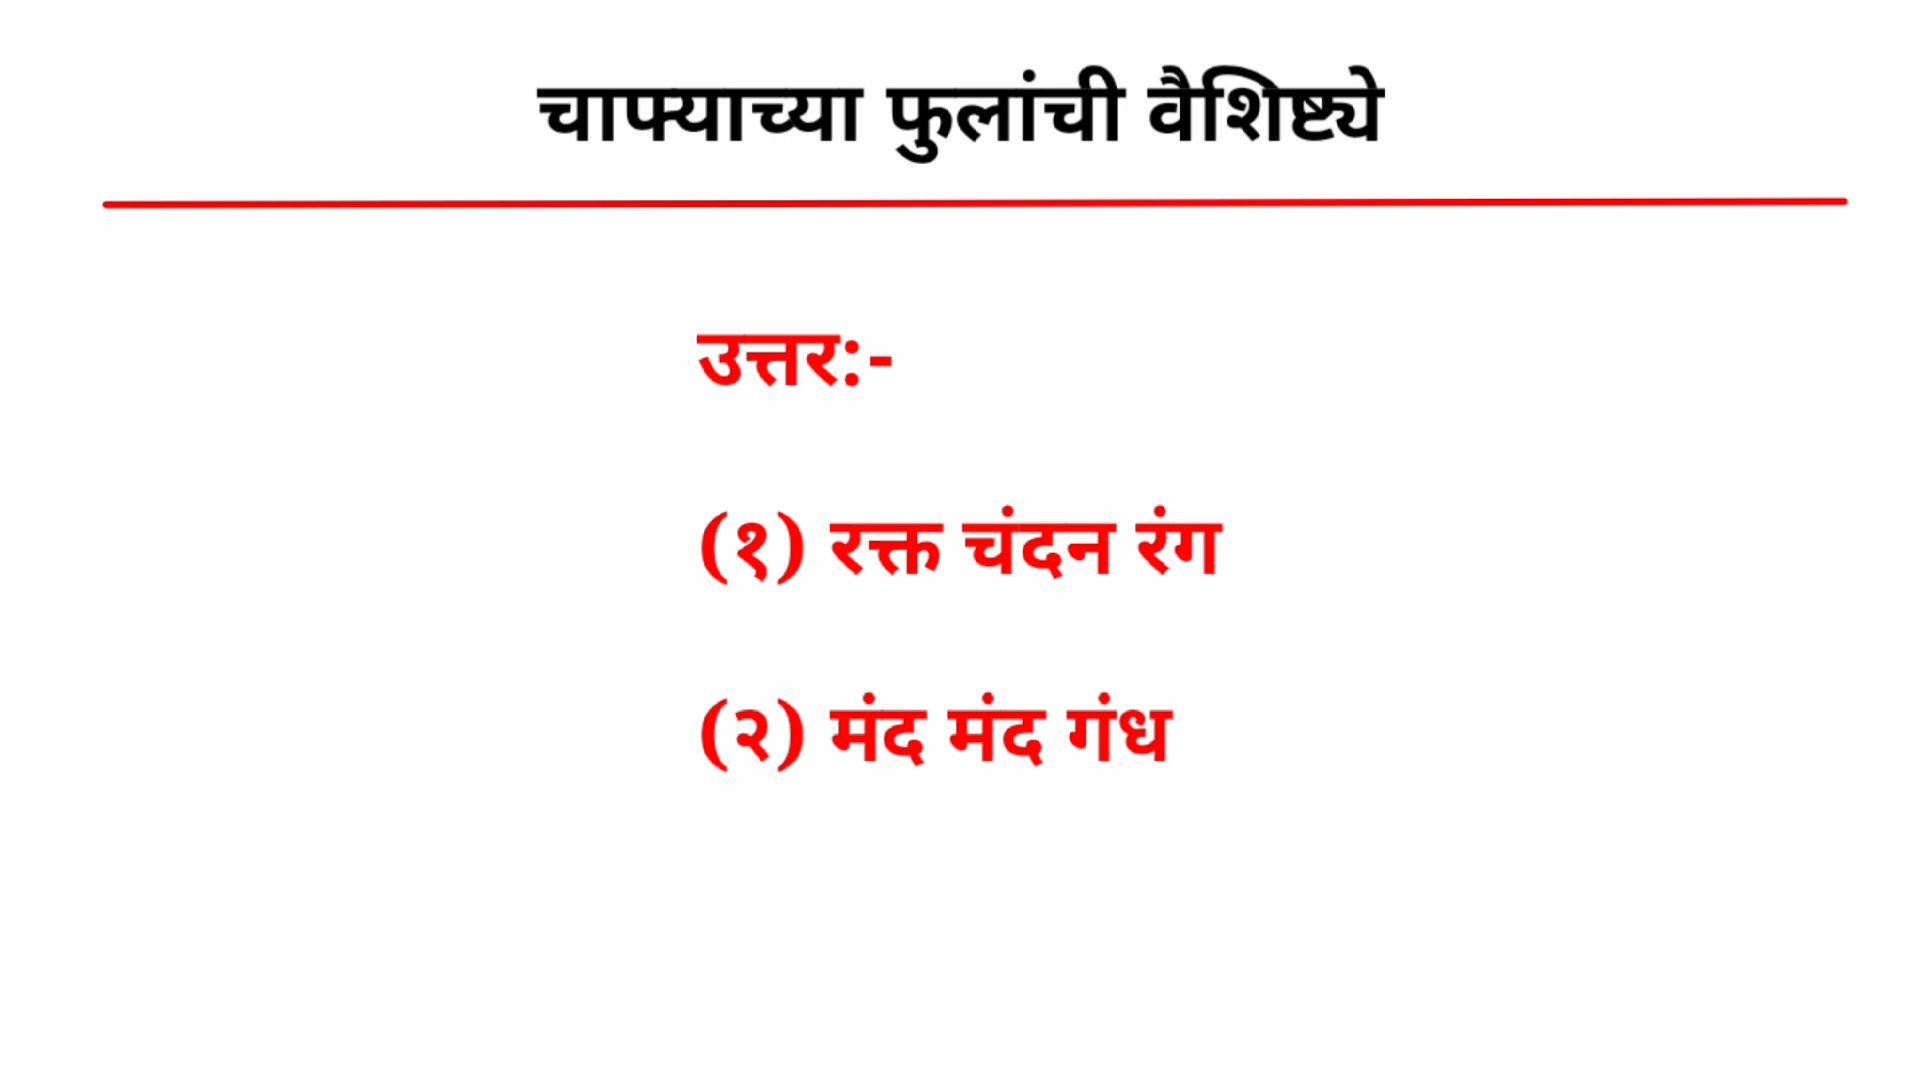 चाफ्याच्या फुलांची वैशिष्ट्ये
उत्तर:-
(१) रक्त चंदन रंग
(२) मंद मंद गंध